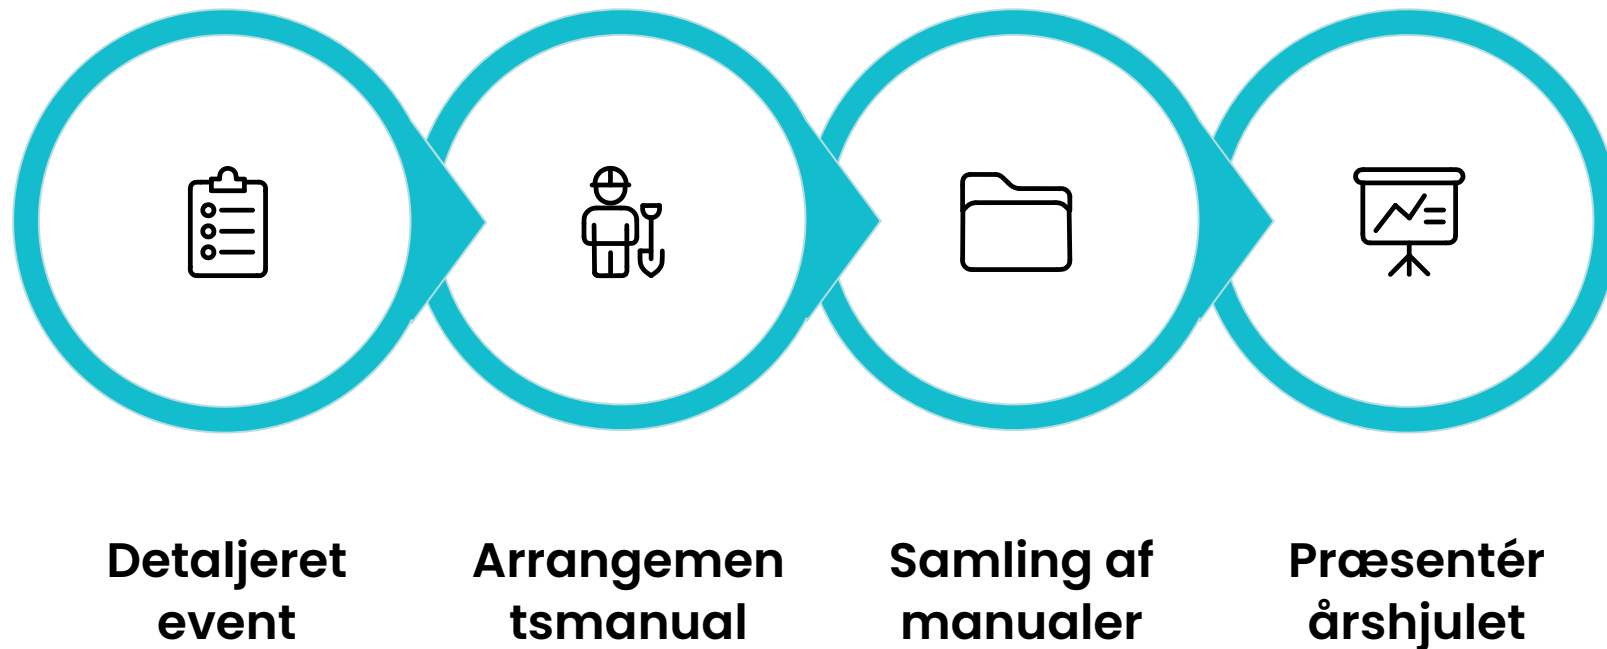 Detaljeret
event
Arrangemen
tsmanual
Samling af
manualer
Præsentér
årshjulet